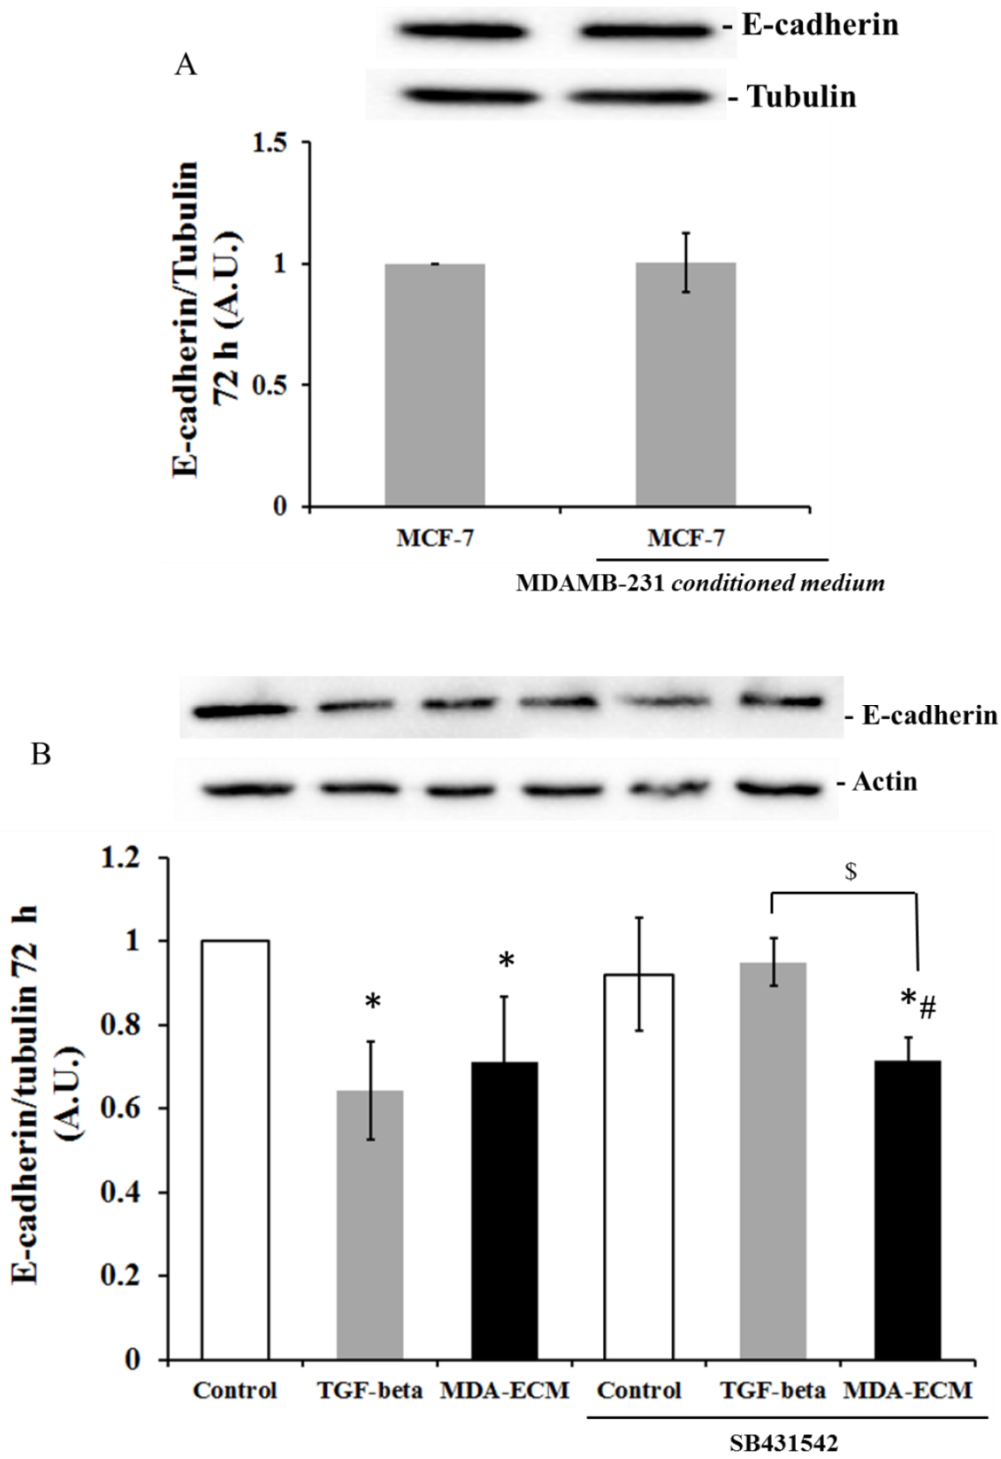 A
- E-cadherin
- Tubulin
E-cadherin/Tubulin
72 h (A.U.)
1.5
1
0.5
0
MCF-7 MCF-7
MDAMB-231 conditioned medium
B
- E-cadherin
- Actin
E-cadherin/tubulin 72 h
(A.U.)
1.2
1
0.8
0.6
0.4
0.2
0
* * $ *#
Control TGF-beta MDA-ECM Control TGF-beta MDA-ECM
SB431542